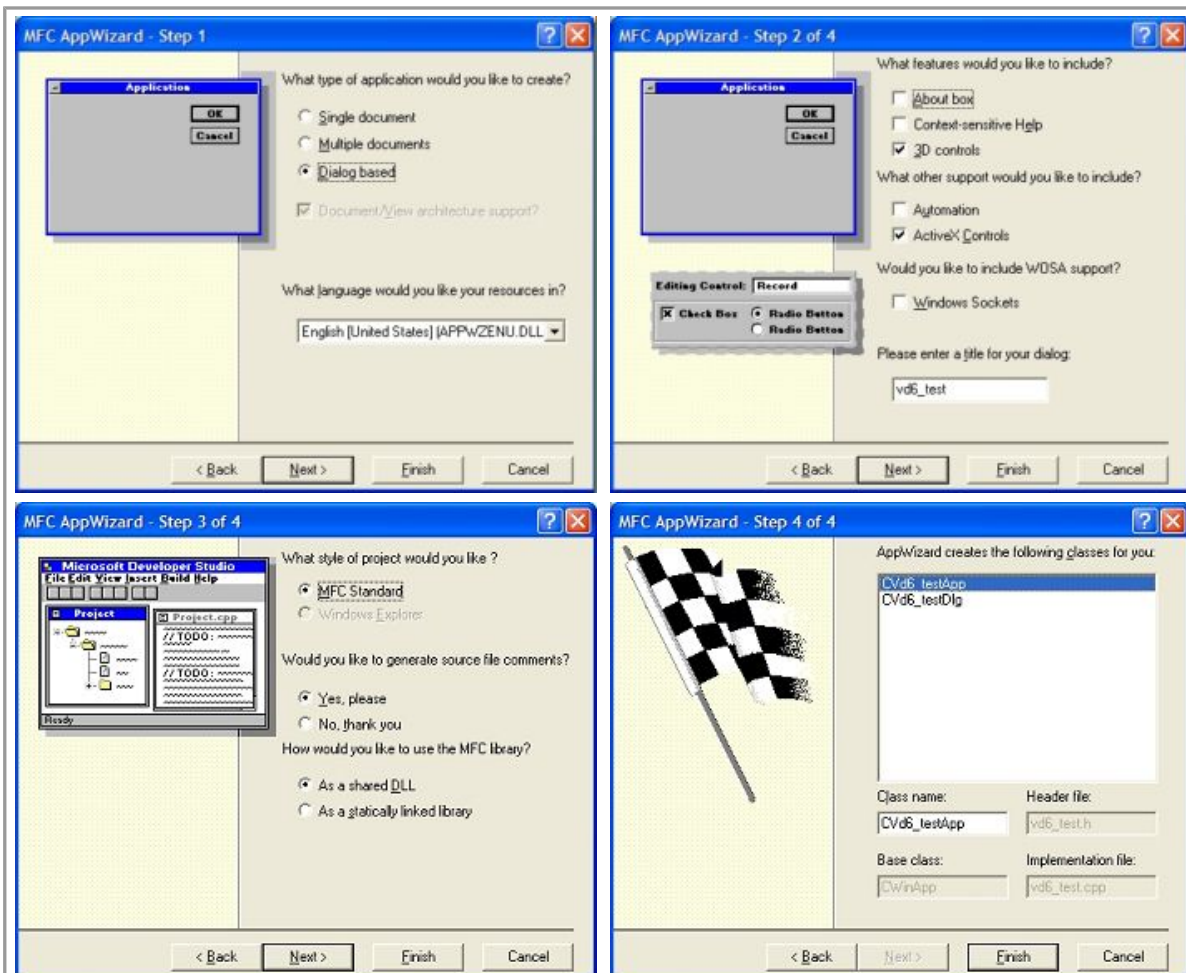 MFC AppWizard - Step 1
Application
OK
Cancel
What type of application would you like to create?
Single document
Multiple documents
Dialog based
Document/View architecture support?
What language would you like your resources in?
English [United States] (APPWZENU.DLL
< Back
Next >
Finish
Cancel
MFC AppWizard - Step 2 of 4
Application
OK
Cancel
Editing Control: Record
Check Box
Radio Button
Radio Button
What features would you like to include?
About box
Context-sensitive Help
3D controls
What other support would you like to include?
Automation
ActiveX Controls
Would you like to include WOSA support?
Windows Sockets
Please enter a title for your dialog:
vd6_test
< Back
Next >
Finish
Cancel
MFC AppWizard - Step 3 of 4
Microsoft Developer Studio
File Edit View Insert Build Help
Project
Project.cpp
// TODO:
// TODO:
Ready
What style of project would you like ?
MFC Standard
Windows Explorer
Would you like to generate source file comments?
Yes, please
No, thank you
How would you like to use the MFC library?
As a shared DLL
As a statically linked library
< Back
Next >
Finish
Cancel
MFC AppWizard - Step 4 of 4
AppWizard creates the following classes for you:
CVd6_testApp
CVd6_testDlg
Class name:
Header file:
CVd6_testApp
vd6_test.h
Base class:
Implementation file:
CWinApp
vd6_test.cpp
< Back
Next >
Finish
Cancel